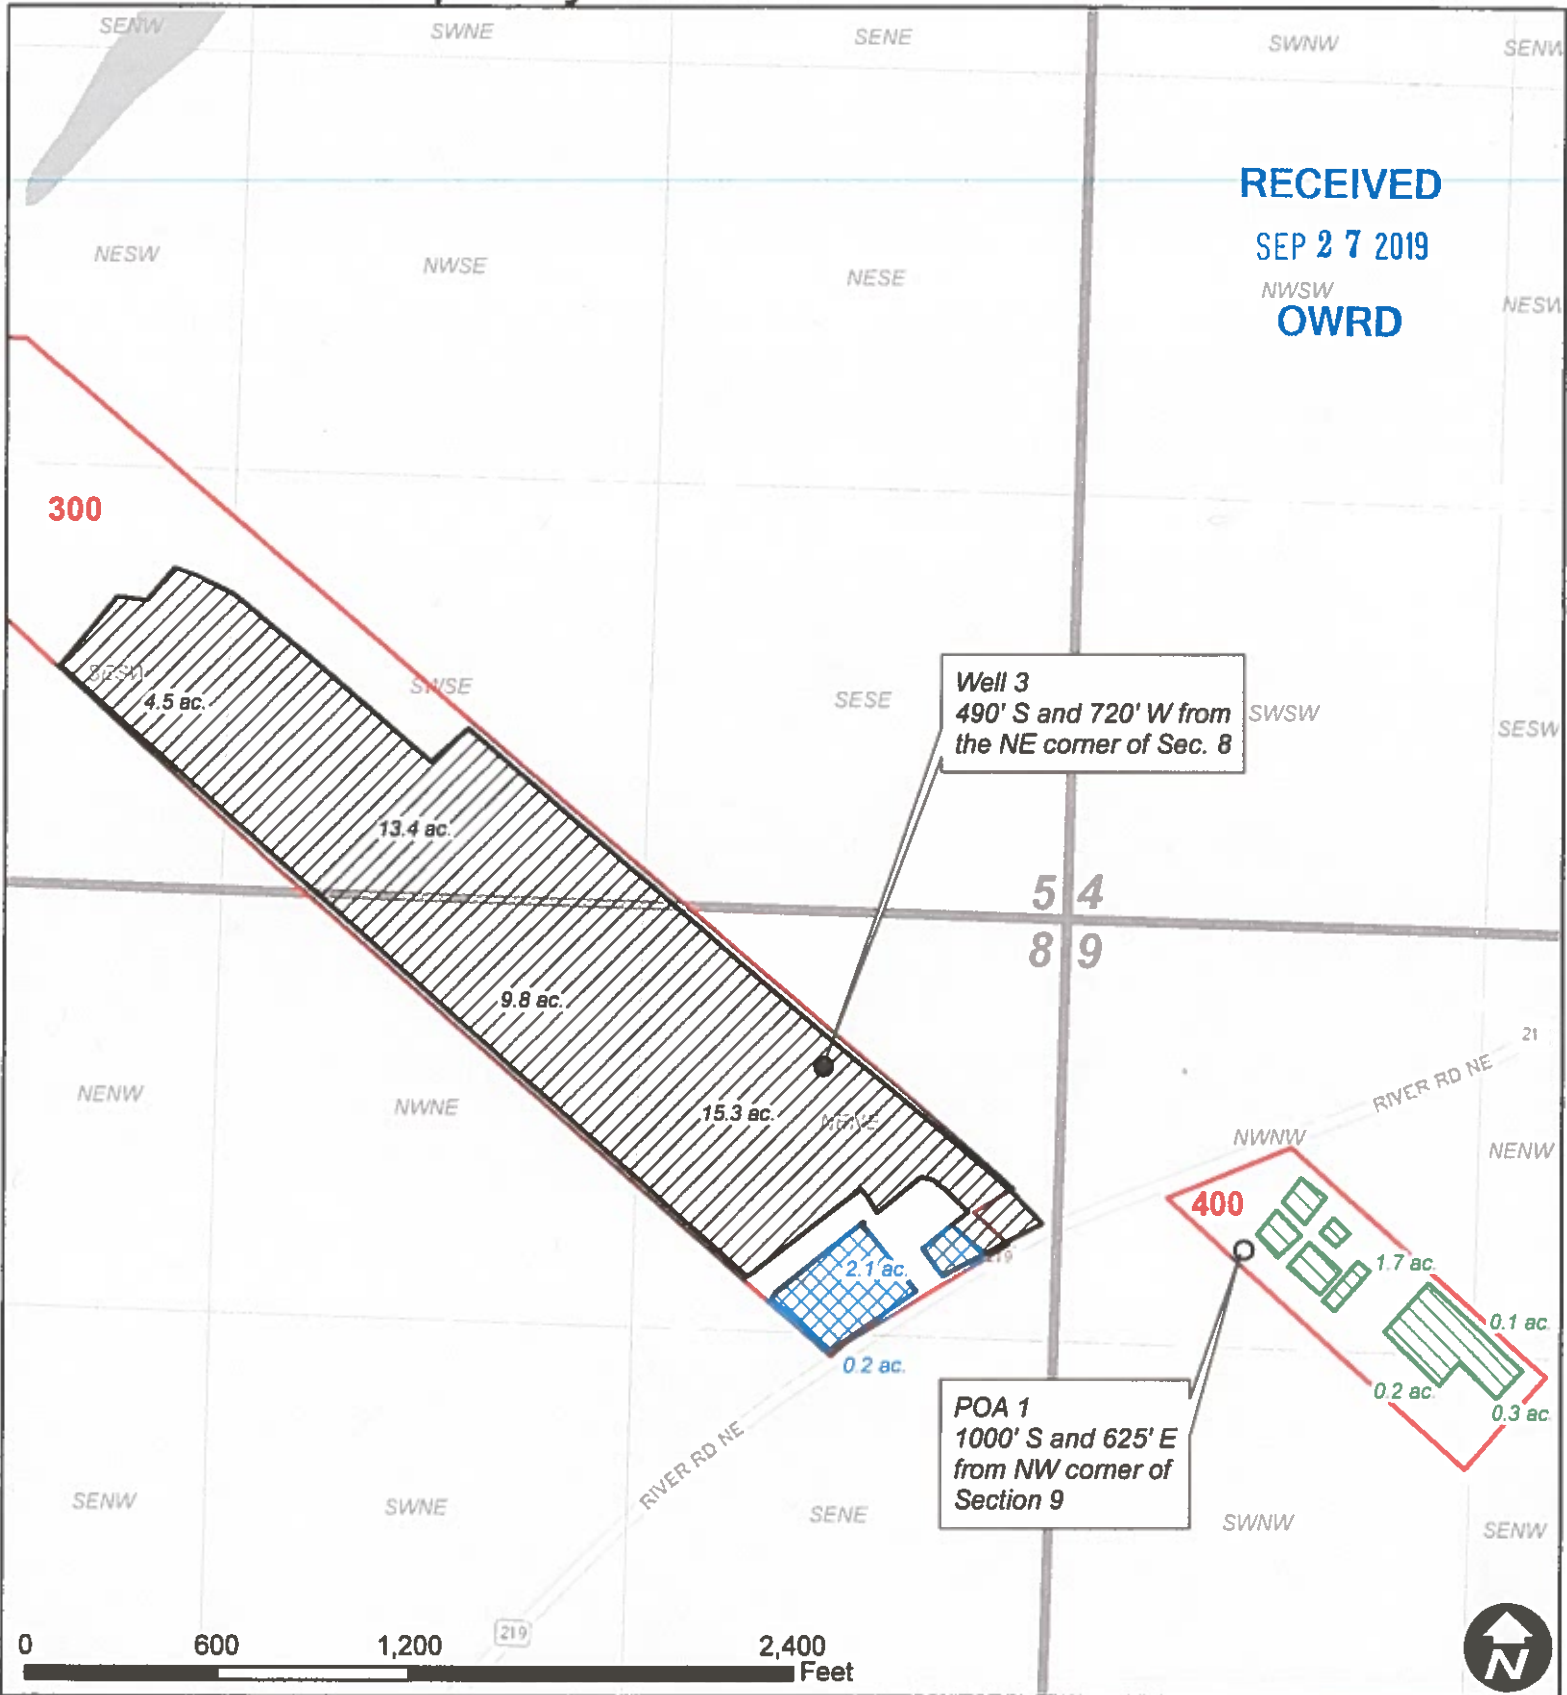 SENW
SWNE
SENE
SWNW
SENW
RECEIVED
SEP 27 2019
OWRD
NESW
NWSE
NESE
NWSW
NESW
300
SESW
4.5 ac.
SWSE
SESE
Well 3
490' S and 720' W from
the NE corner of Sec. 8
SWSW
SESW
13.4 ac.
5 4
8 9
9.8 ac.
21
RIVER RD NE
NENW
NWNE
15.3 ac.
NENE
NWNW
NENW
400
2.1 ac.
219
1.7 ac.
0.1 ac.
0.2 ac.
0.2 ac.
0.3 ac
POA 1
1000' S and 625' E
from NW corner of
Section 9
RIVER RD NE
SENW
SWNE
SENE
SWNW
SENW
219
0 600 1,200 2,400
Feet
N